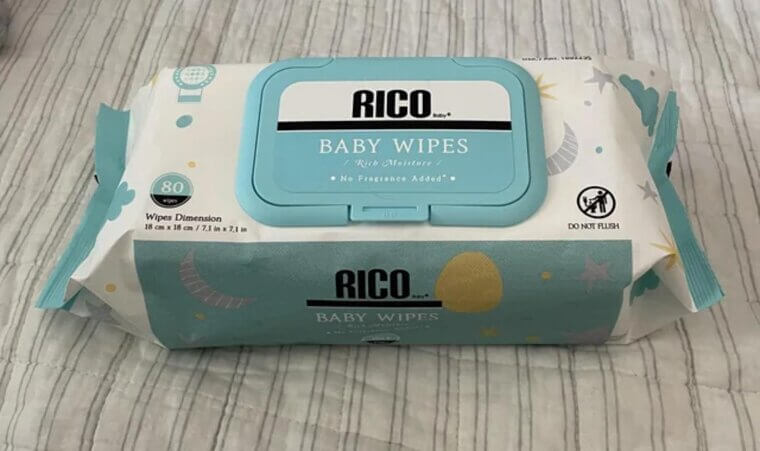 RICO Baby®
BABY WIPES
/ Rich Moisture /
• No Fragrance Added* •
80
wipes
Wipes Dimension
18 cm x 18 cm / 7,1 in x 7,1 in
DO NOT FLUSH
RICO Baby®
BABY WIPES